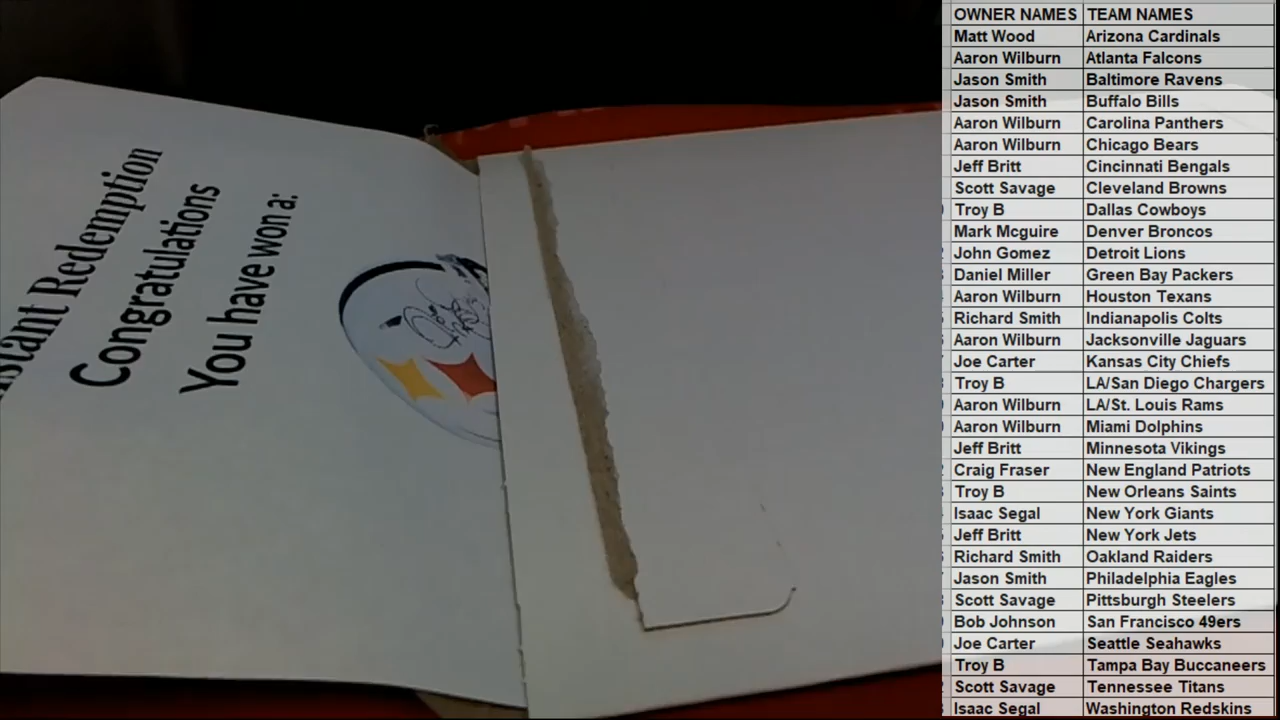 stant Redemption
Congratulations
You have won a:
OWNER NAMES TEAM NAMES
Matt Wood Arizona Cardinals
Aaron Wilburn Atlanta Falcons
Jason Smith Baltimore Ravens
Jason Smith Buffalo Bills
Aaron Wilburn Carolina Panthers
Aaron Wilburn Chicago Bears
Jeff Britt Cincinnati Bengals
Scott Savage Cleveland Browns
Troy B Dallas Cowboys
Mark Mcguire Denver Broncos
John Gomez Detroit Lions
Daniel Miller Green Bay Packers
Aaron Wilburn Houston Texans
Richard Smith Indianapolis Colts
Aaron Wilburn Jacksonville Jaguars
Joe Carter Kansas City Chiefs
Troy B LA/San Diego Chargers
Aaron Wilburn LA/St. Louis Rams
Aaron Wilburn Miami Dolphins
Jeff Britt Minnesota Vikings
Craig Fraser New England Patriots
Troy B New Orleans Saints
Isaac Segal New York Giants
Jeff Britt New York Jets
Richard Smith Oakland Raiders
Jason Smith Philadelphia Eagles
Scott Savage Pittsburgh Steelers
Bob Johnson San Francisco 49ers
Joe Carter Seattle Seahawks
Troy B Tampa Bay Buccaneers
Scott Savage Tennessee Titans
Isaac Segal Washington Redskins